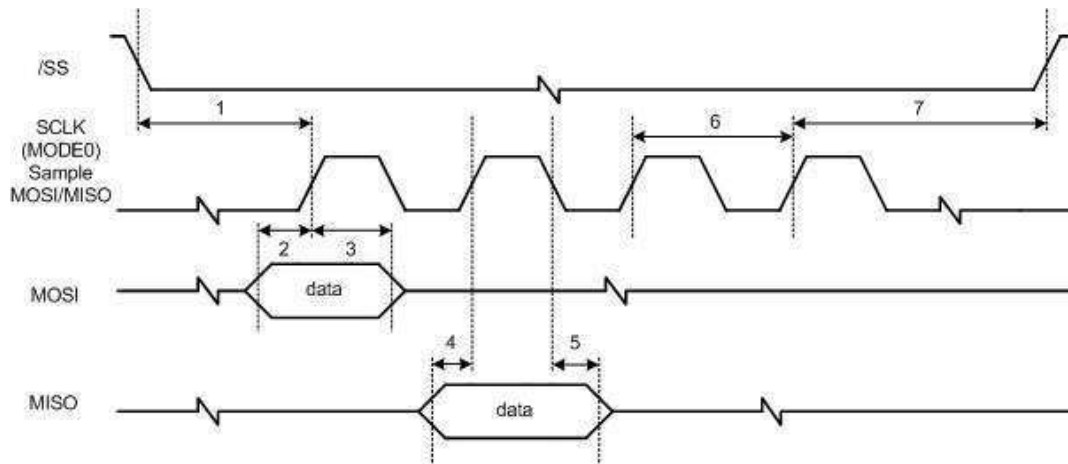 /SS
1
7
SCLK
(MODE0)
Sample
MOSI/MISO
6
2
3
MOSI
data
4
5
MISO
data